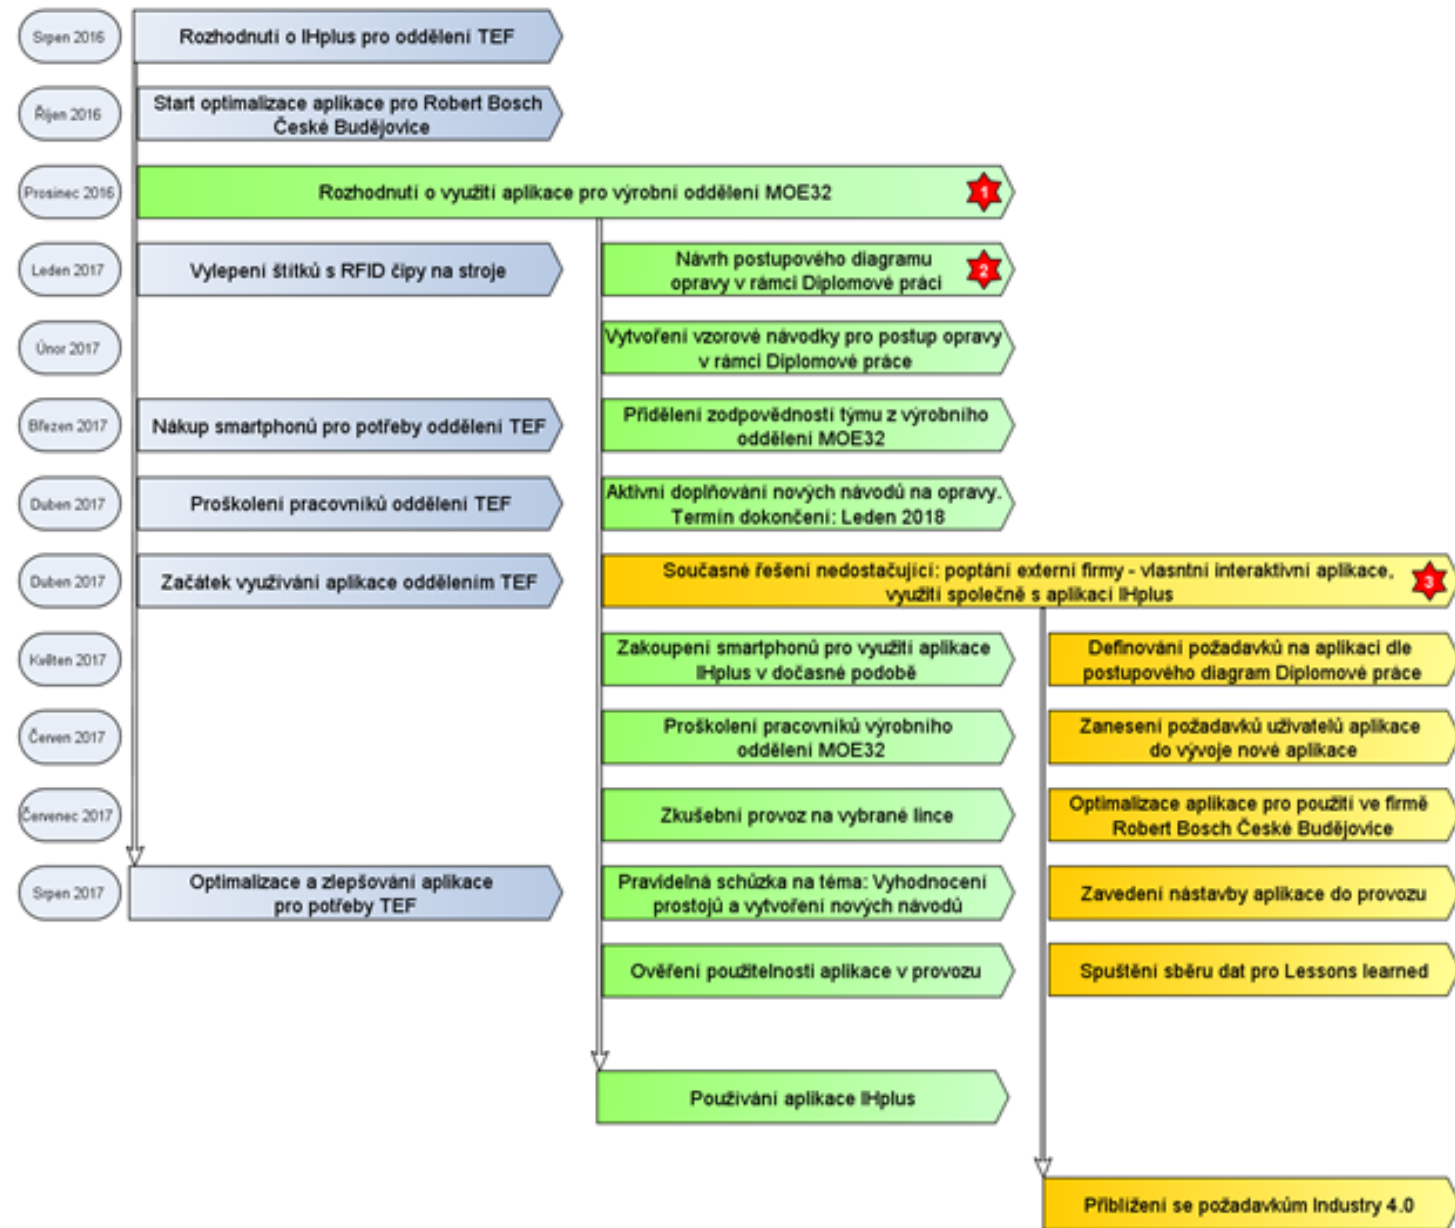 Srpen 2016
Rozhodnutí o IHplus pro oddělení TEF
Říjen 2016
Start optimalizace aplikace pro Robert Bosch
České Budějovice
Prosinec 2016
Rozhodnutí o využití aplikace pro výrobní oddělení MOE32
1
Leden 2017
Vylepení štítků s RFID čipy na stroje
Návrh postupového diagramu
opravy v rámci Diplomové práci
2
Únor 2017
Vytvoření vzorové návodky pro postup opravy
v rámci Diplomové práce
Březen 2017
Nákup smartphonů pro potřeby oddělení TEF
Přidělení zodpovědností týmu z výrobního
oddělení MOE32
Duben 2017
Proškolení pracovníků oddělení TEF
Aktivní doplňování nových návodů na opravy.
Termín dokončení: Leden 2018
Duben 2017
Začátek využívání aplikace oddělením TEF
Současné řešení nedostačující: poptání externí firmy - vlasntní interaktivní aplikace,
využití společně s aplikací IHplus
3
Květen 2017
Zakoupení smartphonů pro využití aplikace
IHplus v dočasné podobě
Definování požadavků na aplikaci dle
postupového diagram Diplomové práce
Červen 2017
Proškolení pracovníků výrobního
oddělení MOE32
Zanesení požadavků uživatelů aplikace
do vývoje nové aplikace
Červenec 2017
Zkušební provoz na vybrané lince
Optimalizace aplikace pro použití ve firmě
Robert Bosch České Budějovice
Srpen 2017
Optimalizace a zlepšování aplikace
pro potřeby TEF
Pravidelná schůzka na téma: Vyhodnocení
prostojů a vytvoření nových návodů
Zavedení nástavby aplikace do provozu
Ověření použitelnosti aplikace v provozu
Spuštění sběru dat pro Lessons learned
Používání aplikace IHplus
Přiblížení se požadavkům Industry 4.0